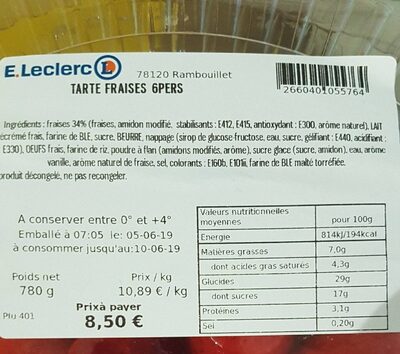 E.Leclerc L
78120 Rambouillet
TARTE FRAISES 6PERS
2660401055764
Ingrédients : fraises 34% (fraises, amidon modifié, stabilisants : E412, E415, antioxydant : E300, arôme naturel), LAIT
écrémé frais, farine de BLE, sucre, BEURRE, nappage (sirop de glucose-fructose, eau, sucre, gélifiant : E440, acidifiant :
E330), OEUFS frais, farine de riz, poudre à flan (amidons modifiés, arôme), sucre glace (sucre, amidon), eau, arôme
vanille, arôme naturel de fraise, sel, colorants : E160b, E101ii, farine de BLE malté torréfiée.
produit décongelé, ne pas recongeler.
A conserver entre 0° et +4°
Emballé à 07:05 le: 05-06-19
à consommer jusqu'au:10-06-19
Poids net Prix / kg
780 g 10,89 € / kg
Prix à payer
Plu 401 8,50 €
Valeurs nutritionnelles
moyennes pour 100g
Energie 814kJ/194kcal
Matières grasses 7,0g
dont acides gras saturés 4,3g
Glucides 29g
dont sucres 17g
Protéines 3,1g
Sel 0,20g